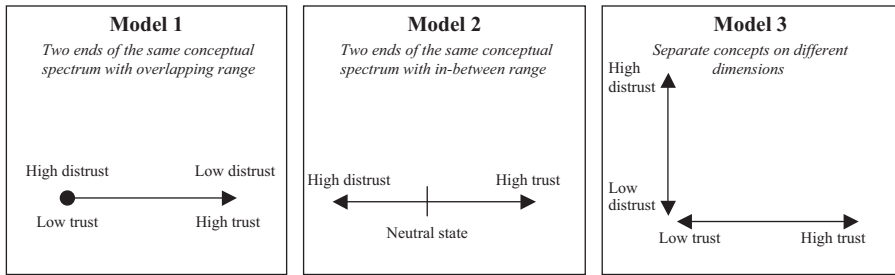 Model 1
Two ends of the same conceptual
spectrum with overlapping range
High distrust
Low distrust
Low trust
High trust
Model 2
Two ends of the same conceptual
spectrum with in-between range
High distrust
High trust
Neutral state
Model 3
Separate concepts on different
dimensions
High
distrust
Low
distrust
Low trust
High trust